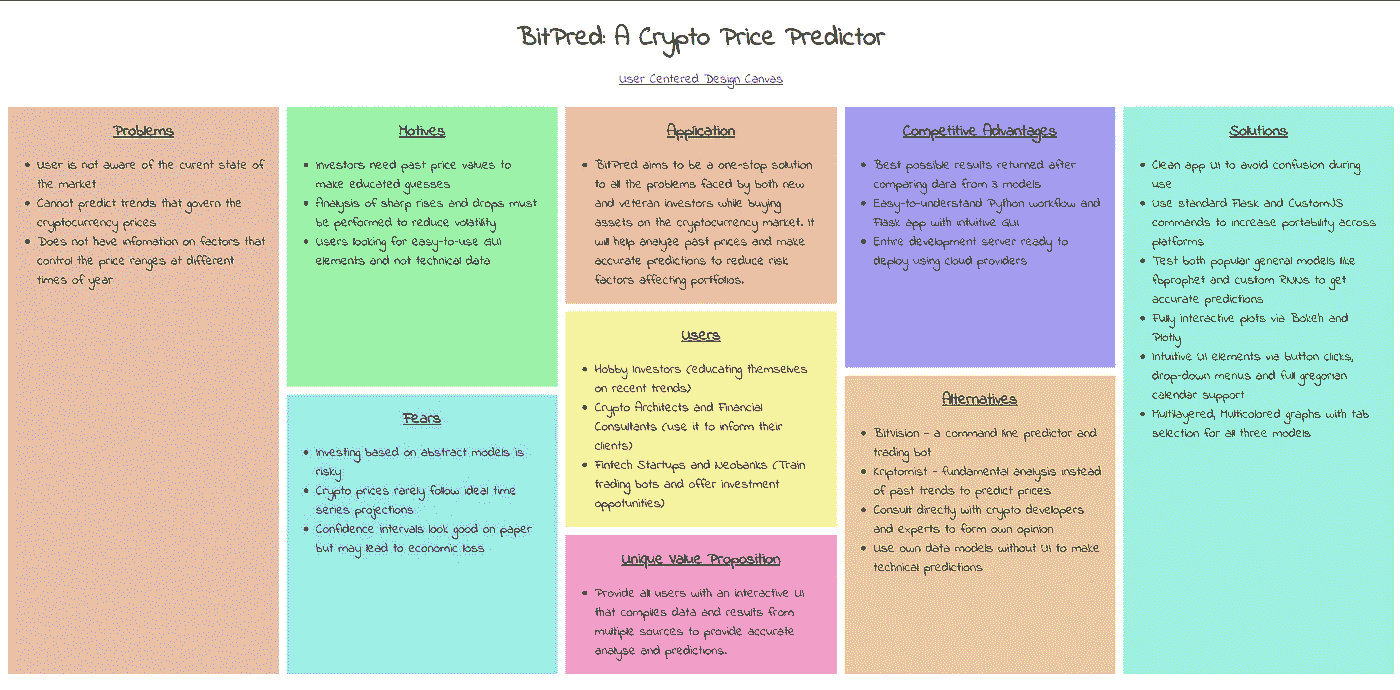 BitPred: A Crypto Price Predictor
User Centered Design Canvas
Problems
User is not aware of the curent state of
the market
Cannot predict trends that govern the
cryptocurrency prices
Does not have infomation on factors that
control the price ranges at different
times of year
Motives
Investors need past price values to
make educated guesses
Analysis of sharp rises and drops must
be performed to reduce volatility
Users looking for easy-to-use GUI
elements and not technical data
Fears
Investing based on abstract models is
risky
Crypto prices rarely follow ideal time
series projections
Confidence intervals look good on paper
but may lead to economic loss
Application
BitPred aims to be a one-stop solution
to all the problems faced by both new
and veteran investors while buying
assets on the cryptocurrency market. It
will help analyze past prices and make
accurate predictions to reduce risk
factors affecting portfolios.
Users
Hobby Investors (educating themselves
on recent trends)
Crypto Architects and Financial
Consultants (use it to inform their
clients)
Fintech Startups and Neobanks (Train
trading bots and offer investment
oppotunities)
Unique Value Proposition
Provide all users with an interactive UI
that compiles data and results from
multiple sources to provide accurate
analyse and predictions.
Competitive Advantages
Best possible results returned after
comparing dara from 3 models
Easy-to-understand Python workflow and
Flask app with intuitive GUI
Entire development server ready to
deploy using cloud providers
Alternatives
Bitvision - a command line predictor and
trading bot
Kriptomist - fundamental analysis instead
of past trends to predict prices
Consult directly with crypto developers
and experts to form own opinion
Use own data models without UI to make
technical predictions
Solutions
Clean app UI to avoid confusion during
use
Use standard Flask and CustomJS
commands to increase portability across
platforms
Test both popular general models like
fbprophet and custom RNNs to get
accurate predictions
Fully interactive plots via Bokeh and
Plotly
Intuitive UI elements via button clicks,
drop-down menus and full gregorian
calendar support
Multilayered, Multicolored graphs with tab
selection for all three models